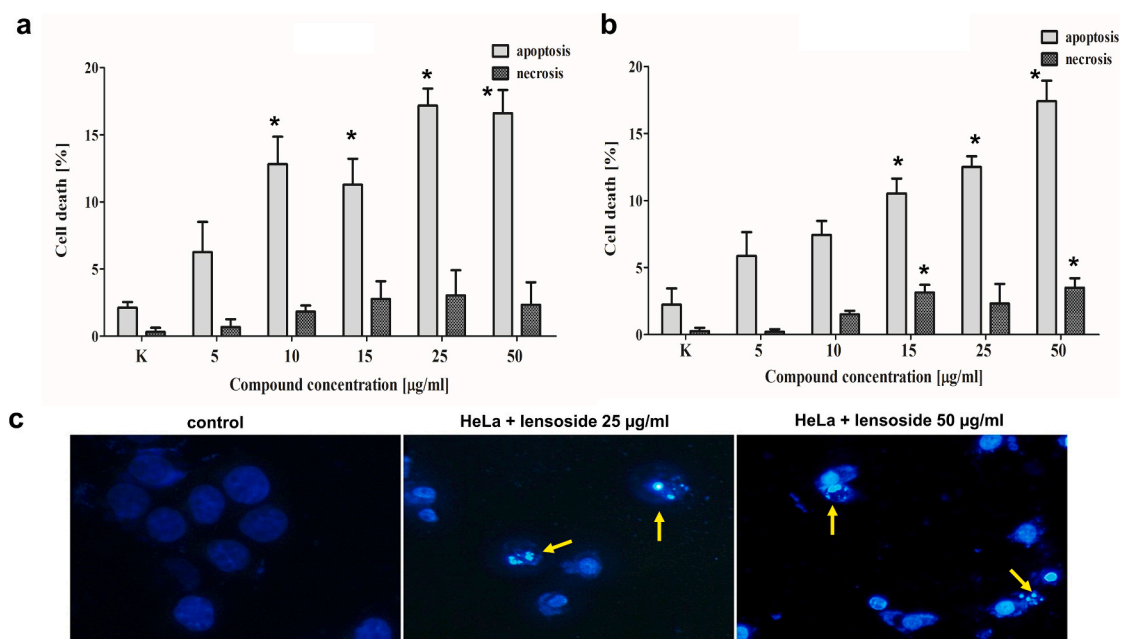 a
apoptosis
necrosis
Cell death [%]
20
15
10
5
0
K 5 10 15 25 50
Compound concentration [µg/ml]
* * * *
b
apoptosis
necrosis
Cell death [%]
20
15
10
5
0
K 5 10 15 25 50
Compound concentration [µg/ml]
* * * * *
c
control
HeLa + lensoside 25 µg/ml
HeLa + lensoside 50 µg/ml